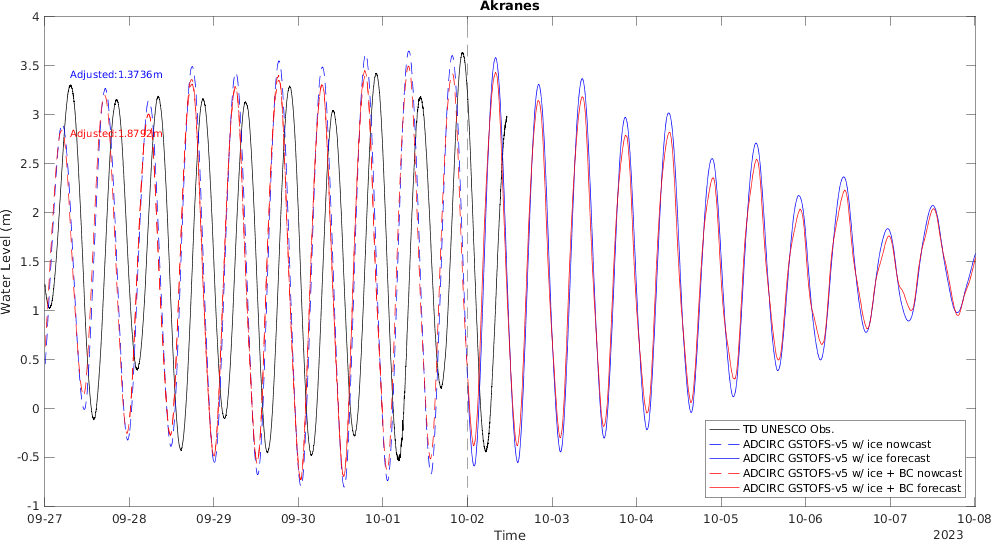 Akranes
4
3.5
3
2.5
2
1.5
1
0.5
0
-0.5
-1
Water Level (m)
Adjusted:1.3736m
Adjusted:1.8792m
TD UNESCO Obs.
ADCIRC GSTOFS-v5 w/ ice nowcast
ADCIRC GSTOFS-v5 w/ ice forecast
ADCIRC GSTOFS-v5 w/ ice + BC nowcast
ADCIRC GSTOFS-v5 w/ ice + BC forecast
09-27 09-28 09-29 09-30 10-01 10-02 10-03 10-04 10-05 10-06 10-07 10-08
Time
2023